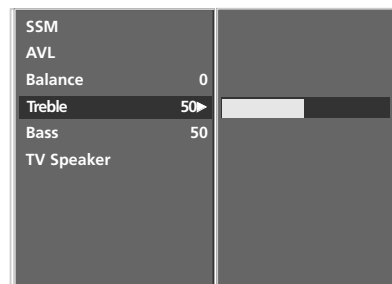 SSM
AVL
Balance 0
Treble 50▶
Bass 50
TV Speaker